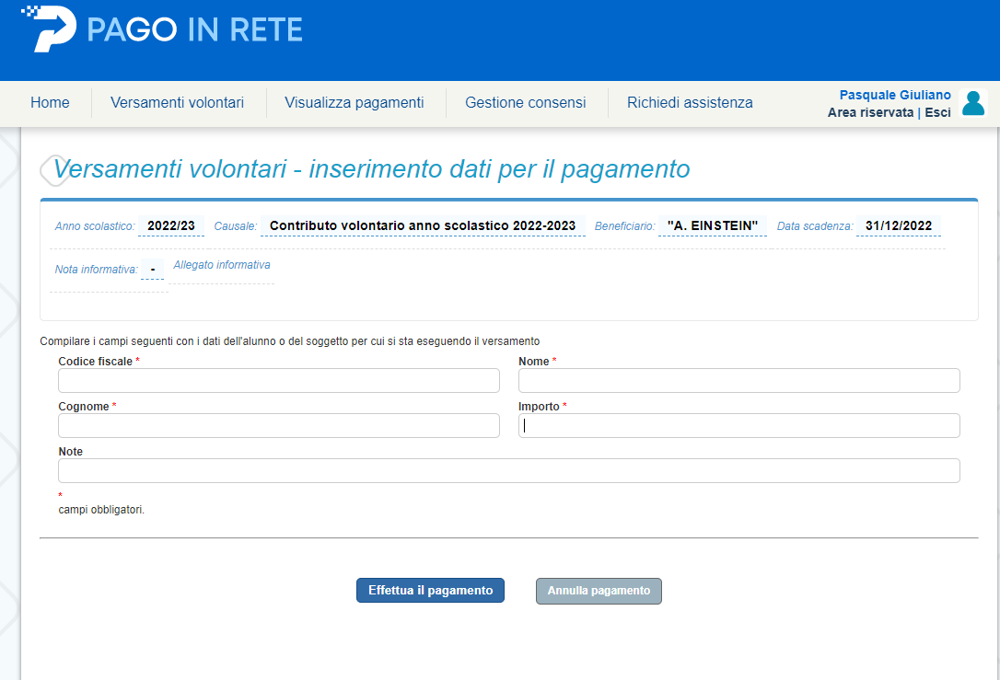 PAGO IN RETE
Home Versamenti volontari Visualizza pagamenti Gestione consensi Richiedi assistenza
Pasquale Giuliano
Area riservata | Esci
Versamenti volontari - inserimento dati per il pagamento
Anno scolastico: 2022/23 Causale: Contributo volontario anno scolastico 2022-2023 Beneficiario: "A. EINSTEIN" Data scadenza: 31/12/2022
Nota informativa: - Allegato informativa
Compilare i campi seguenti con i dati dell'alunno o del soggetto per cui si sta eseguendo il versamento
Codice fiscale * Nome *
Cognome * Importo *
Note
*
campi obbligatori.
Effettua il pagamento Annulla pagamento